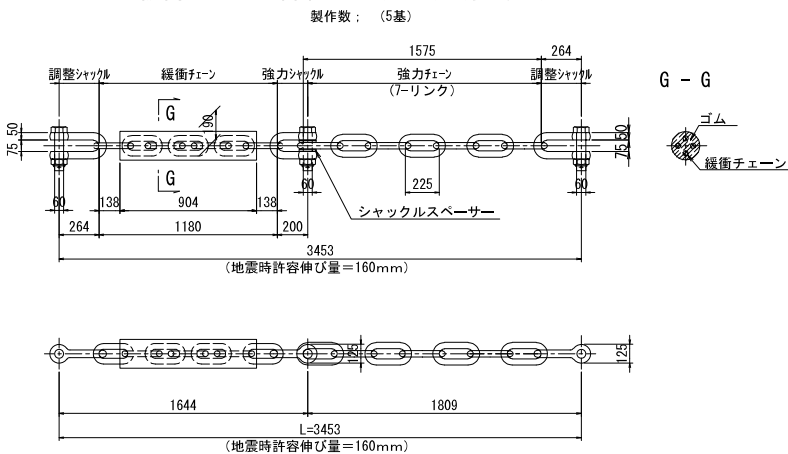 製作数； (5基)
1575
264
調整ｼｬｯｸﾙ
緩衝ﾁｪｰﾝ
強力ｼｬｯｸﾙ
強力ﾁｪｰﾝ
調整ｼｬｯｸﾙ
(7-リンク)
G - G
G
190
50
75
50
75
ゴム
緩衝チェーン
G
60
138
904
138
60
225
60
シャックルスペーサー
264
1180
200
3453
(地震時許容伸び量=160mm)
125
125
1644
1809
L=3453
(地震時許容伸び量=160mm)